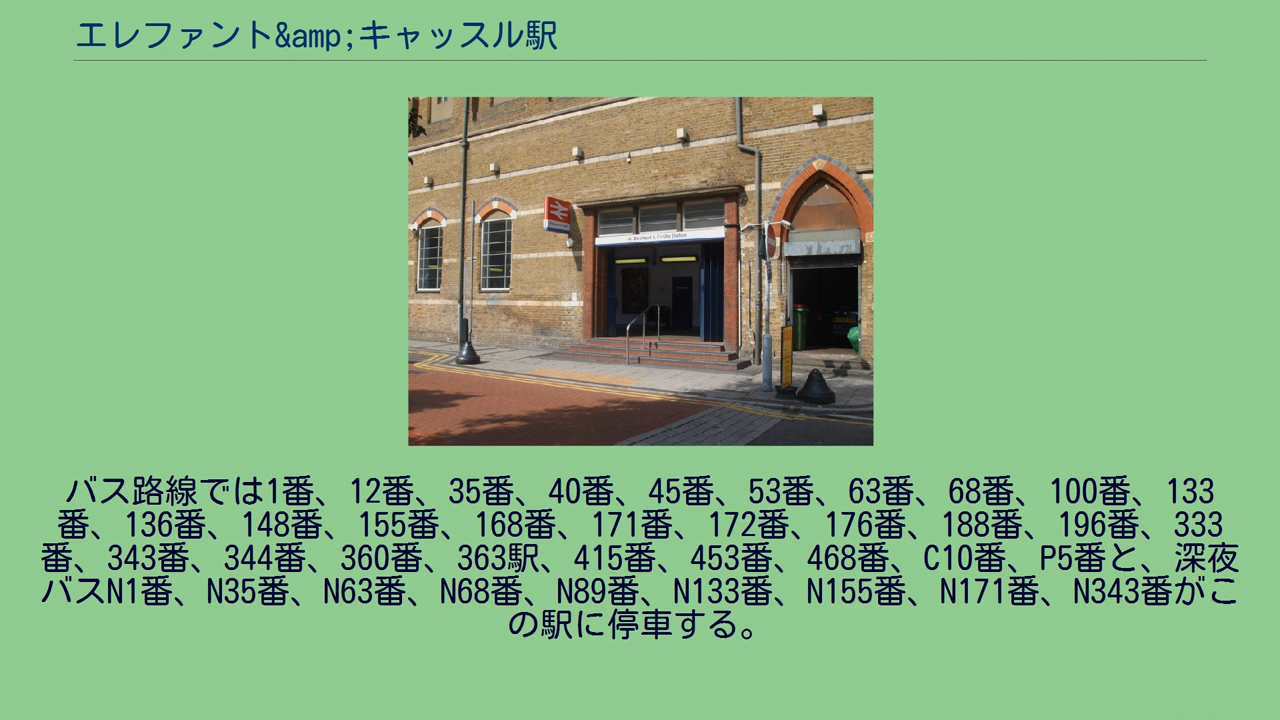 エレファント&amp;キャッスル駅
Elephant & Castle Station
バス路線では1番、12番、35番、40番、45番、53番、63番、68番、100番、133
番、136番、148番、155番、168番、171番、172番、176番、188番、196番、333
番、343番、344番、360番、363駅、415番、453番、468番、C10番、P5番と、深夜
バスN1番、N35番、N63番、N68番、N89番、N133番、N155番、N171番、N343番がこ
の駅に停車する。